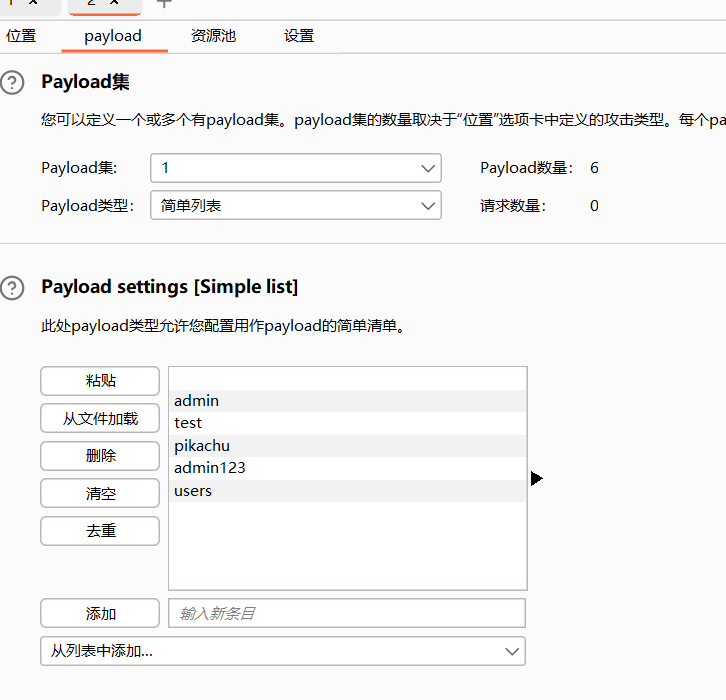 1 × 2 × +
位置 payload 资源池 设置
Payload集
您可以定义一个或多个有payload集。payload集的数量取决于“位置”选项卡中定义的攻击类型。每个pa
Payload集: 1 Payload数量: 6
Payload类型: 简单列表 请求数量: 0
Payload settings [Simple list]
此处payload类型允许您配置用作payload的简单清单。
粘贴
从文件加载
删除
清空
去重
admin
test
pikachu
admin123
users
添加 输入新条目
从列表中添加...